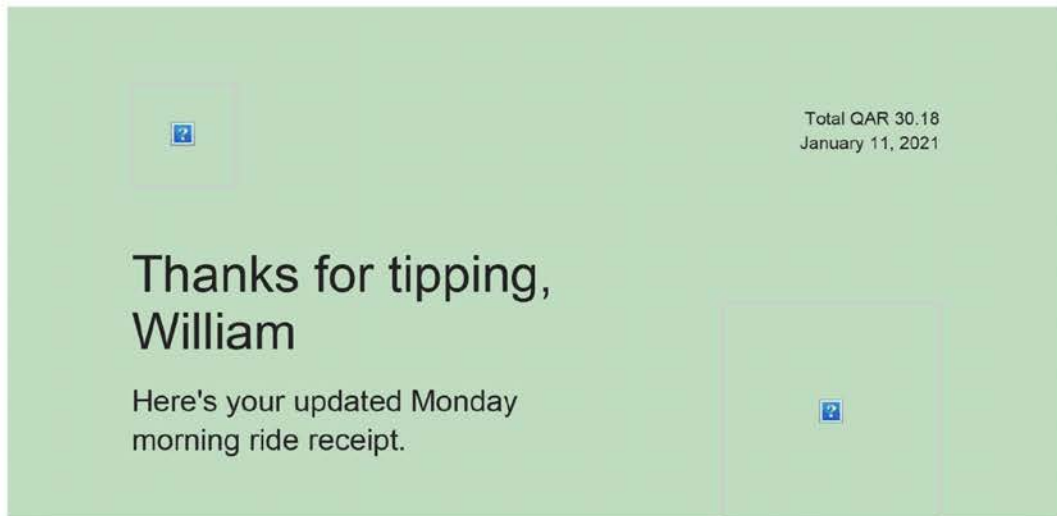 Total QAR 30.18
January 11, 2021
Thanks for tipping,
William
Here's your updated Monday
morning ride receipt.